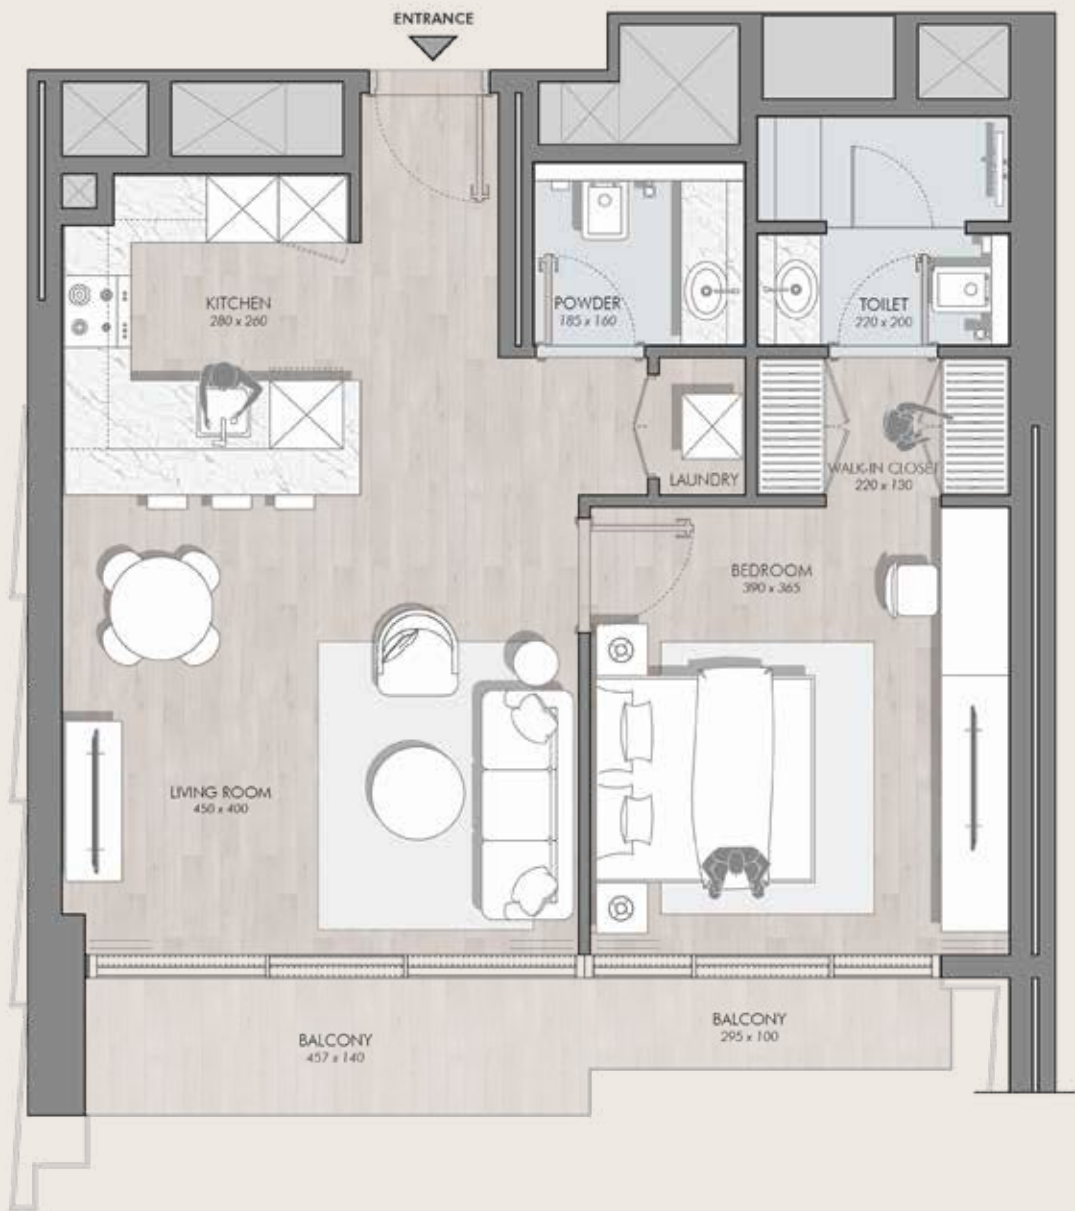 ENTRANCE
KITCHEN
280 x 260
POWDER
185 x 160
TOILET
220 x 200
LAUNDRY
WALK-IN CLOSET
220 x 130
BEDROOM
390 x 365
LIVING ROOM
450 x 400
BALCONY
457 x 140
BALCONY
295 x 100